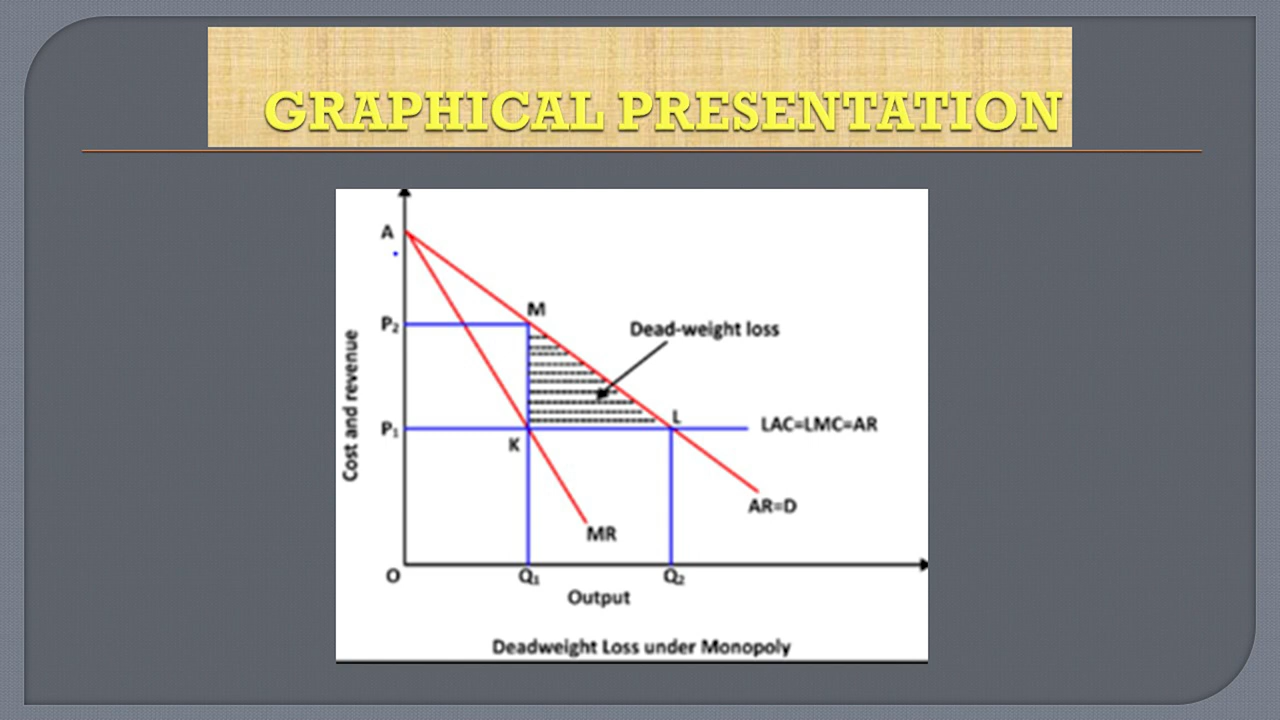 GRAPHICAL PRESENTATION
A
M
P₂
Dead-weight loss
Cost and revenue
L
LAC=LMC=AR
P₁
K
AR=D
MR
O
Q₁
Q₂
Output
Deadweight Loss under Monopoly